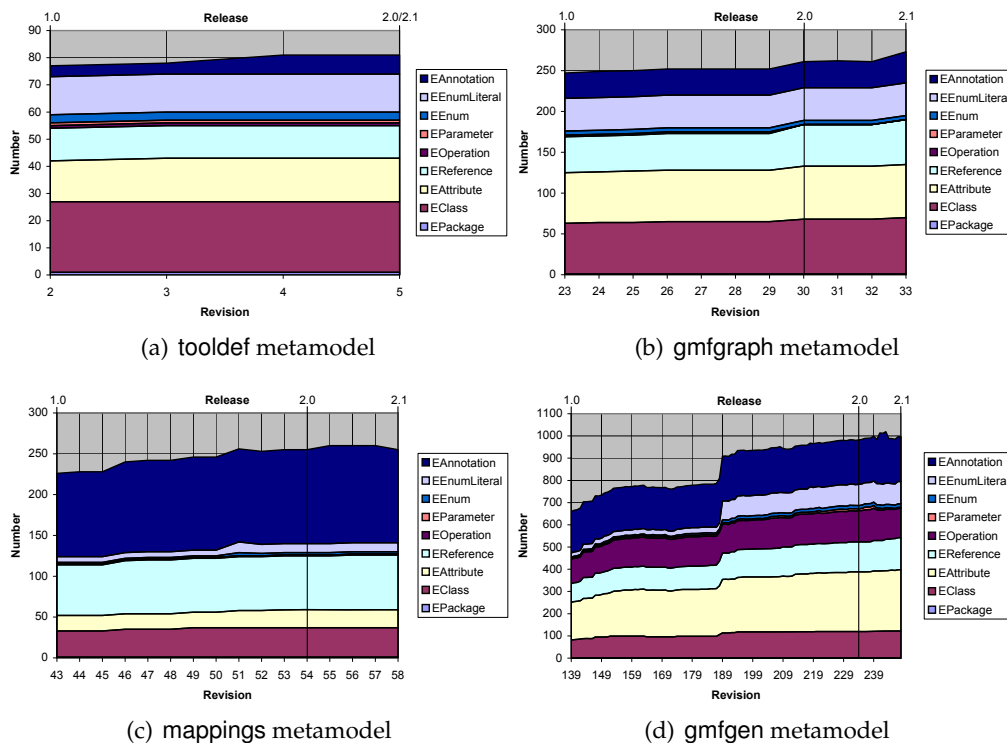 1.0 Release 2.0/2.1
90
80
70
60
50
40
30
20
10
0
Number
2 3 4 5
Revision
EAnnotation
EEnumLiteral
EEnum
EParameter
EOperation
EReference
EAttribute
EClass
EPackage
(a) tooldef metamodel
1.0 Release 2.0 2.1
300
250
200
150
100
50
0
Number
23 24 25 26 27 28 29 30 31 32 33
Revision
EAnnotation
EEnumLiteral
EEnum
EParameter
EOperation
EReference
EAttribute
EClass
EPackage
(b) gmfgraph metamodel
1.0 Release 2.0 2.1
300
250
200
150
100
50
0
Number
43 44 45 46 47 48 49 50 51 52 53 54 55 56 57 58
Revision
EAnnotation
EEnumLiteral
EEnum
EParameter
EOperation
EReference
EAttribute
EClass
EPackage
(c) mappings metamodel
1.0 Release 2.0 2.1
1100
1000
900
800
700
600
500
400
300
200
100
0
Number
139 149 159 169 179 189 199 209 219 229 239
Revision
EAnnotation
EEnumLiteral
EEnum
EParameter
EOperation
EReference
EAttribute
EClass
EPackage
(d) gmfgen metamodel